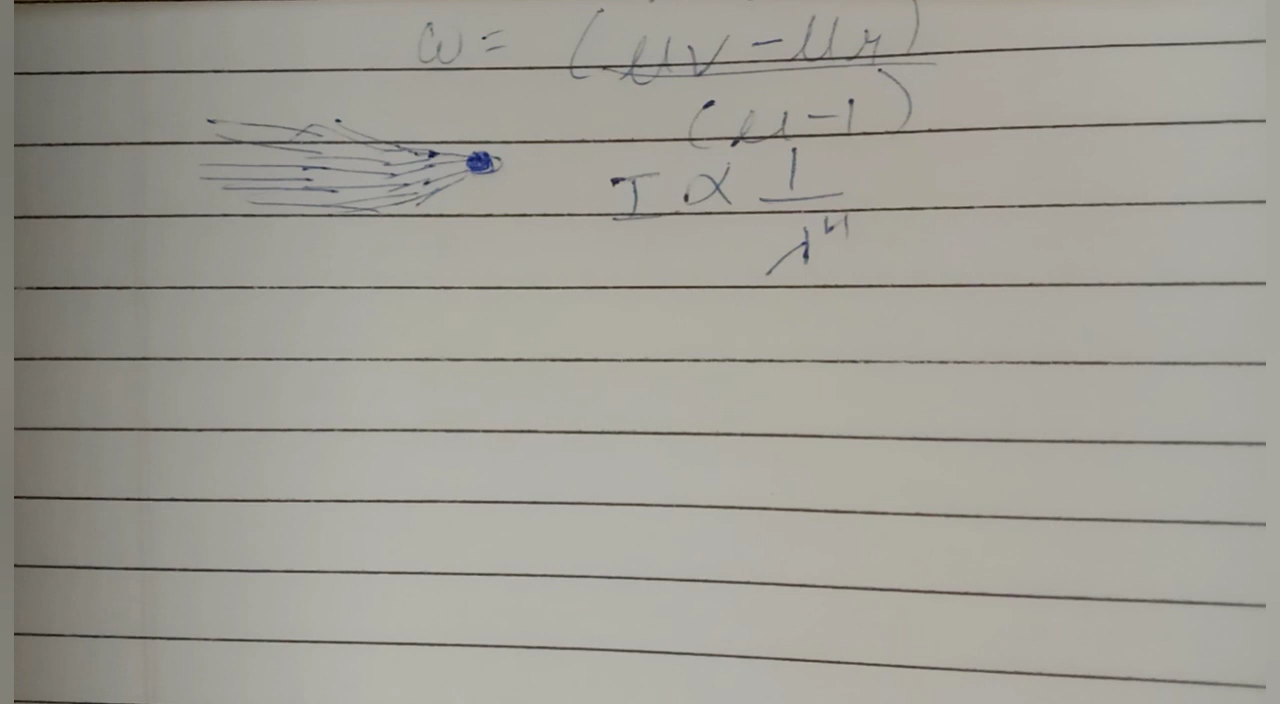 ω = (μv - μr)
(μ-1)
I ∝ 1
λ⁴